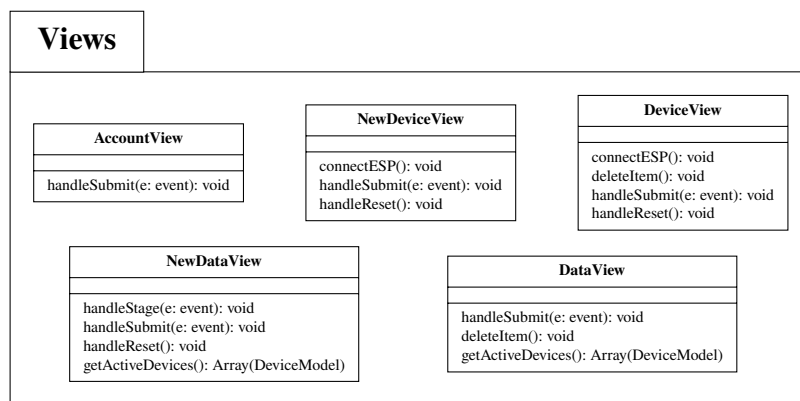 Views
AccountView
handleSubmit(e: event): void
NewDeviceView
connectESP(): void
handleSubmit(e: event): void
handleReset(): void
DeviceView
connectESP(): void
deleteItem(): void
handleSubmit(e: event): void
handleReset(): void
NewDataView
handleStage(e: event): void
handleSubmit(e: event): void
handleReset(): void
getActiveDevices(): Array(DeviceModel)
DataView
handleSubmit(e: event): void
deleteItem(): void
getActiveDevices(): Array(DeviceModel)